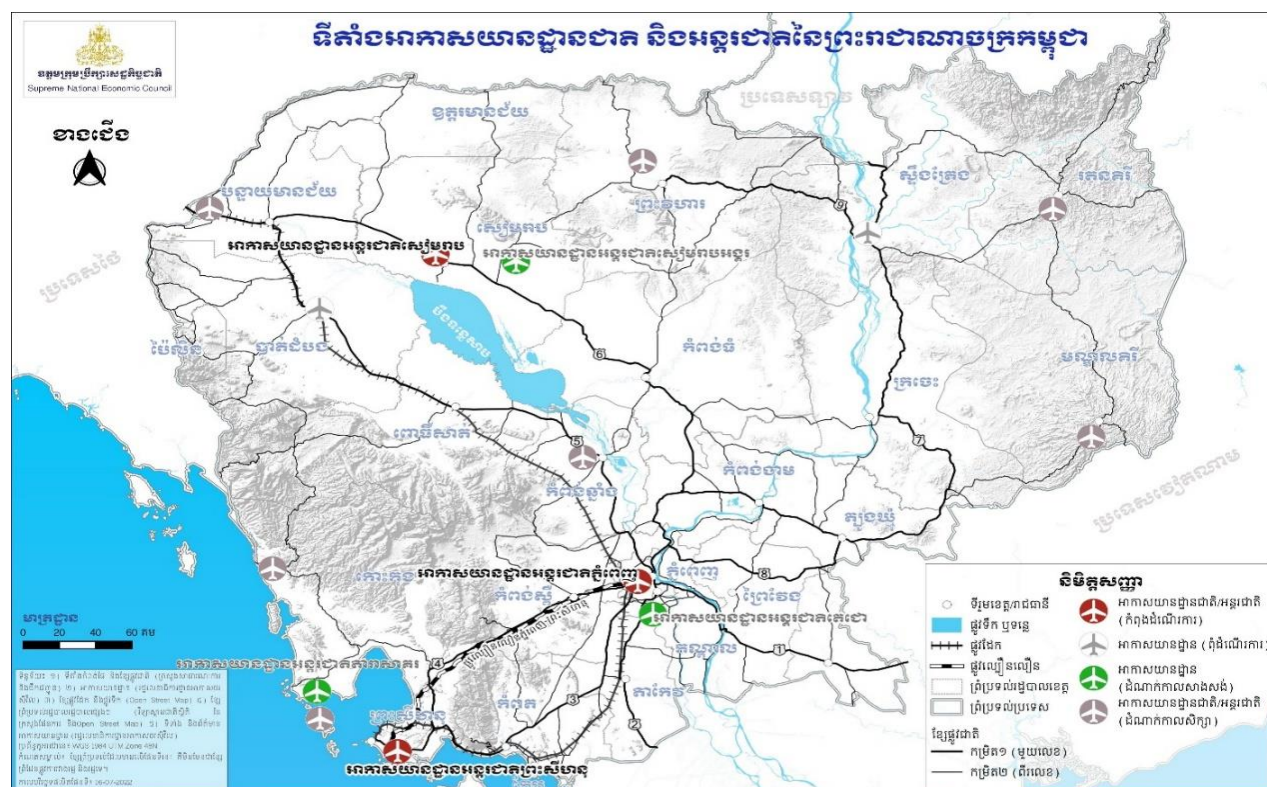 ទីតាំងអាកាសយានដ្ឋានជាតិ និងអន្តរជាតិនៃព្រះរាជាណាចក្រកម្ពុជា
ឧត្តមក្រុមប្រឹក្សាសេដ្ឋកិច្ចជាតិ
Supreme National Economic Council
ខាងជើង
ប្រទេសឡាវ
ឧត្តរមានជ័យ
ស្ទឹងត្រែង
រតនគិរី
បន្ទាយមានជ័យ
ព្រះវិហារ
9
សៀមរាប
អាកាសយានដ្ឋានអន្តរជាតិសៀមរាប
អាកាសយានដ្ឋានអន្តរជាតិសៀមរាបអង្គរ
ប្រទេសថៃ
បឹងទន្លេសាប
ប៉ៃលិន
បាត់ដំបង
6
កំពង់ធំ
មណ្ឌលគិរី
ក្រចេះ
ពោធិ៍សាត់
5
7
កំពង់ចាម
កំពង់ឆ្នាំង
ប្រទេសវៀតណាម
ត្បូងឃ្មុំ
កោះកុង
អាកាសយានដ្ឋានអន្តរជាតិភ្នំពេញ
ភ្នំពេញ
8
កំពង់ស្ពឺ
ព្រៃវែង
អាកាសយានដ្ឋានអន្តរជាតិតេជោ
កណ្ដាល
1
មាត្រដ្ឋាន
0 20 40 60 គម
អាកាសយានដ្ឋានអន្តរជាតិតារាសាគរ
4
តាកែវ
3
កំពត
2
ព្រះសីហនុ
អាកាសយានដ្ឋានអន្តរជាតិព្រះសីហនុ
និមិត្តសញ្ញា
ទីរួមខេត្ត/រាជធានី
ផ្លូវទឹក ឬទន្លេ
ផ្លូវដែក
ផ្លូវល្បឿនលឿន
ព្រំប្រទល់រដ្ឋបាលខេត្ត
ព្រំប្រទល់ប្រទេស
ខ្សែផ្លូវជាតិ
កម្រិត១ (មួយលេខ)
កម្រិត២ (ពីរលេខ)
អាកាសយានដ្ឋានជាតិ/អន្តរជាតិ
(កំពុងដំណើរការ)
អាកាសយានដ្ឋាន (ពុំដំណើរការ)
អាកាសយានដ្ឋាន
(ដំណាក់កាលសាងសង់)
អាកាសយានដ្ឋានជាតិ/អន្តរជាតិ
(ដំណាក់កាលសិក្សា)